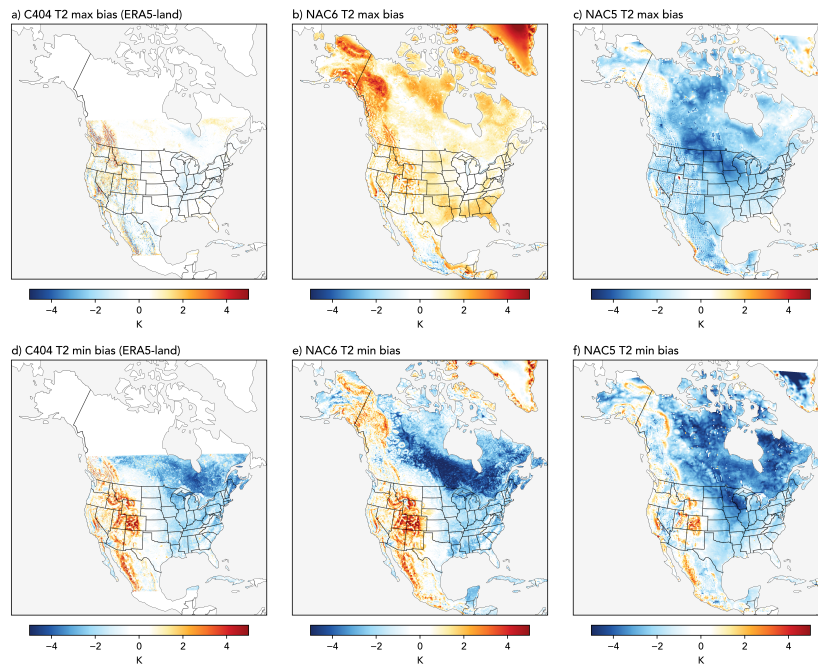 a) C404 T2 max bias (ERA5-land)
b) NAC6 T2 max bias
c) NAC5 T2 max bias
−4 −2 0 2 4
K
−4 −2 0 2 4
K
−4 −2 0 2 4
K
d) C404 T2 min bias (ERA5-land)
e) NAC6 T2 min bias
f) NAC5 T2 min bias
−4 −2 0 2 4
K
−4 −2 0 2 4
K
−4 −2 0 2 4
K